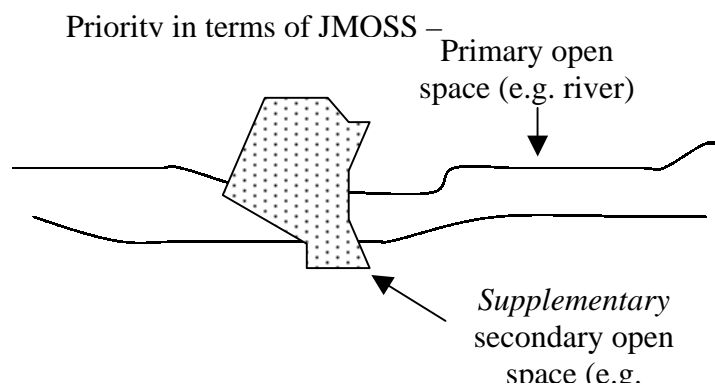 Priority in terms of JMOSS –
Primary open
space (e.g. river)
Supplementary
secondary open
space (e.g.